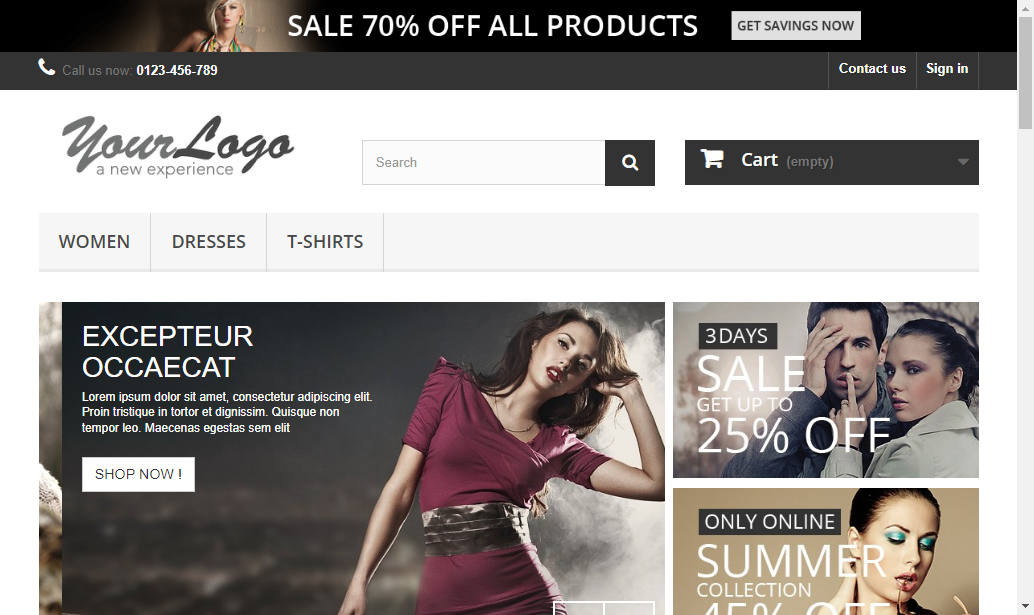 SALE 70% OFF ALL PRODUCTS
GET SAVINGS NOW
Call us now: 0123-456-789
Contact us
Sign in
YourLogo
a new experience
Search
Cart (empty)
WOMEN
DRESSES
T-SHIRTS
EXCEPTEUR
OCCAECAT
Lorem ipsum dolor sit amet, consectetur adipiscing elit.
Proin tristique in tortor et dignissim. Quisque non
tempor leo. Maecenas egestas sem elit
SHOP NOW !
3 DAYS
SALE
GET UP TO
25% OFF
ONLY ONLINE
SUMMER
COLLECTION
45% OFF